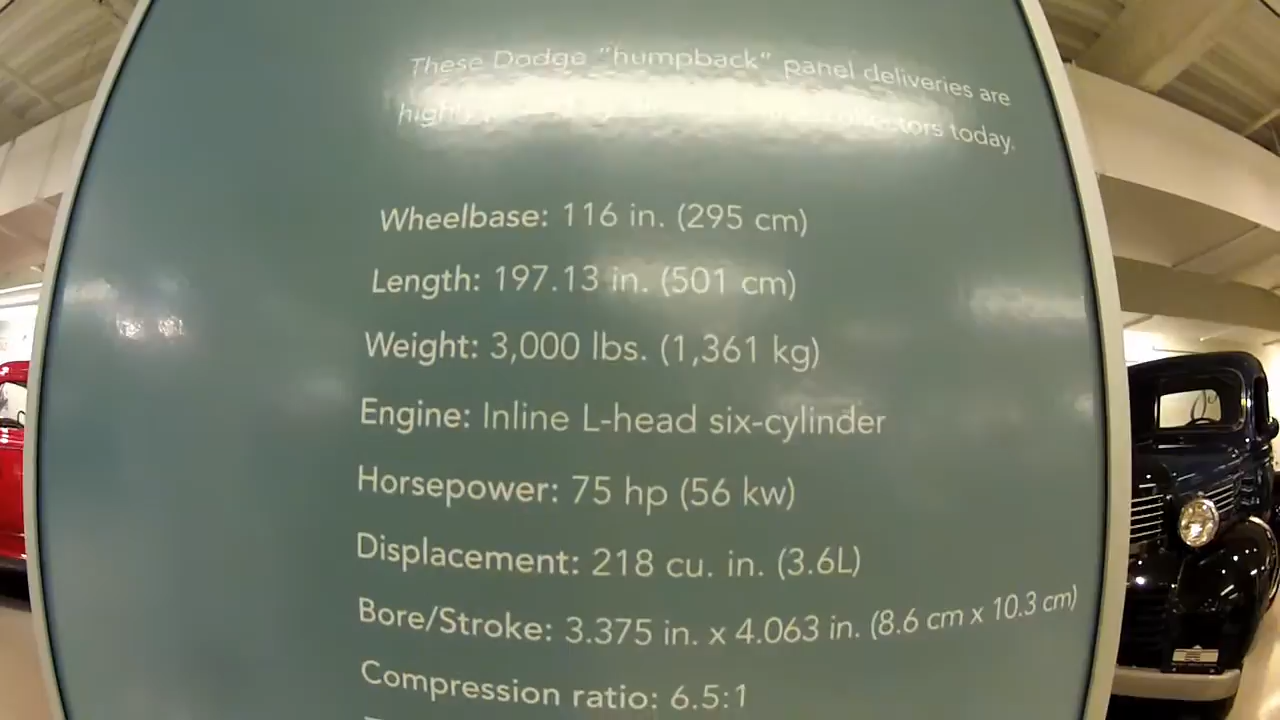 These Dodge "humpback" panel deliveries are
highly collectors today.
Wheelbase: 116 in. (295 cm)
Length: 197.13 in. (501 cm)
Weight: 3,000 lbs. (1,361 kg)
Engine: Inline L-head six-cylinder
Horsepower: 75 hp (56 kw)
Displacement: 218 cu. in. (3.6L)
Bore/Stroke: 3.375 in. x 4.063 in. (8.6 cm x 10.3 cm)
Compression ratio: 6.5:1